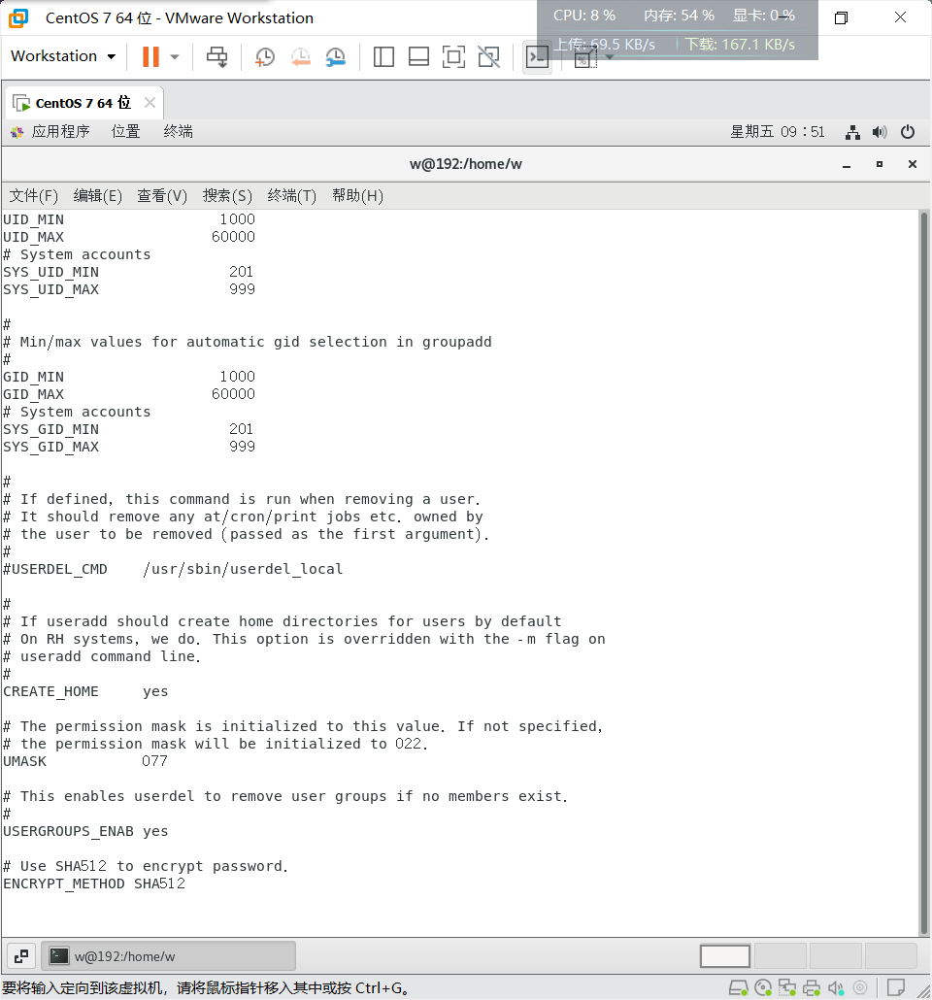 CentOS 7 64 位 - VMware Workstation
CPU: 8 % 内存: 54 % 显卡: 0 %
上传: 69.5 KB/s 下载: 167.1 KB/s
Workstation
CentOS 7 64 位
应用程序 位置 终端 星期五 09：51
w@192:/home/w
文件(F) 编辑(E) 查看(V) 搜索(S) 终端(T) 帮助(H)
UID_MIN 1000
UID_MAX 60000
# System accounts
SYS_UID_MIN 201
SYS_UID_MAX 999
#
# Min/max values for automatic gid selection in groupadd
#
GID_MIN 1000
GID_MAX 60000
# System accounts
SYS_GID_MIN 201
SYS_GID_MAX 999
#
# If defined, this command is run when removing a user.
# It should remove any at/cron/print jobs etc. owned by
# the user to be removed (passed as the first argument).
#
#USERDEL_CMD /usr/sbin/userdel_local
#
# If useradd should create home directories for users by default
# On RH systems, we do. This option is overridden with the -m flag on
# useradd command line.
#
CREATE_HOME yes
# The permission mask is initialized to this value. If not specified,
# the permission mask will be initialized to 022.
UMASK 077
# This enables userdel to remove user groups if no members exist.
#
USERGROUPS_ENAB yes
# Use SHA512 to encrypt password.
ENCRYPT_METHOD SHA512
w@192:/home/w
要将输入定向到该虚拟机，请将鼠标指针移入其中或按 Ctrl+G。